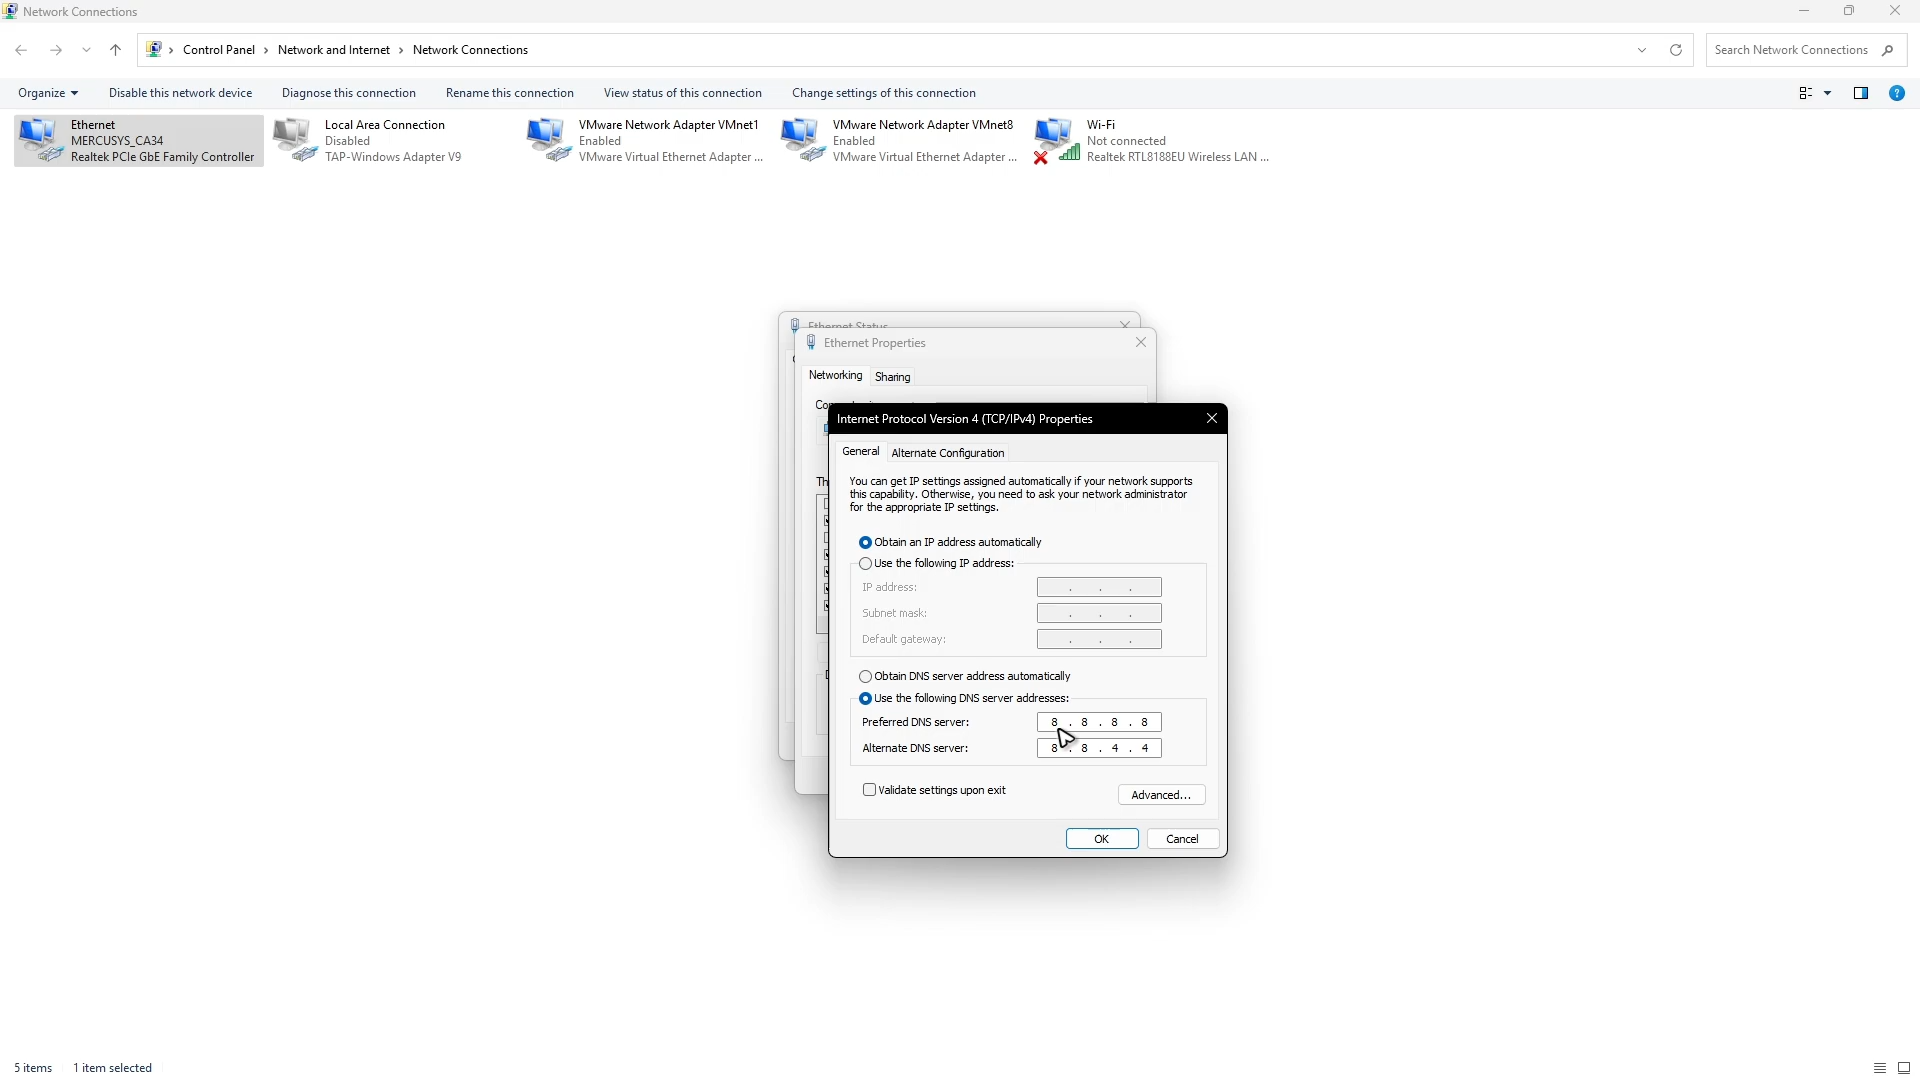 Network Connections
Control Panel > Network and Internet > Network Connections
Search Network Connections
Organize Disable this network device Diagnose this connection Rename this connection View status of this connection Change settings of this connection
Ethernet
MERCUSYS_CA34
Realtek PCIe GbE Family Controller
Local Area Connection
Disabled
TAP-Windows Adapter V9
VMware Network Adapter VMnet1
Enabled
VMware Virtual Ethernet Adapter ...
VMware Network Adapter VMnet8
Enabled
VMware Virtual Ethernet Adapter ...
Wi-Fi
Not connected
Realtek RTL8188EU Wireless LAN ...
Ethernet Status
Ethernet Properties
Networking Sharing
Internet Protocol Version 4 (TCP/IPv4) Properties
General Alternate Configuration
You can get IP settings assigned automatically if your network supports
this capability. Otherwise, you need to ask your network administrator
for the appropriate IP settings.
Obtain an IP address automatically
Use the following IP address:
IP address: . . .
Subnet mask: . . .
Default gateway: . . .
Obtain DNS server address automatically
Use the following DNS server addresses:
Preferred DNS server: 8 . 8 . 8 . 8
Alternate DNS server: 8 . 8 . 4 . 4
Validate settings upon exit
Advanced...
OK Cancel
5 items 1 item selected